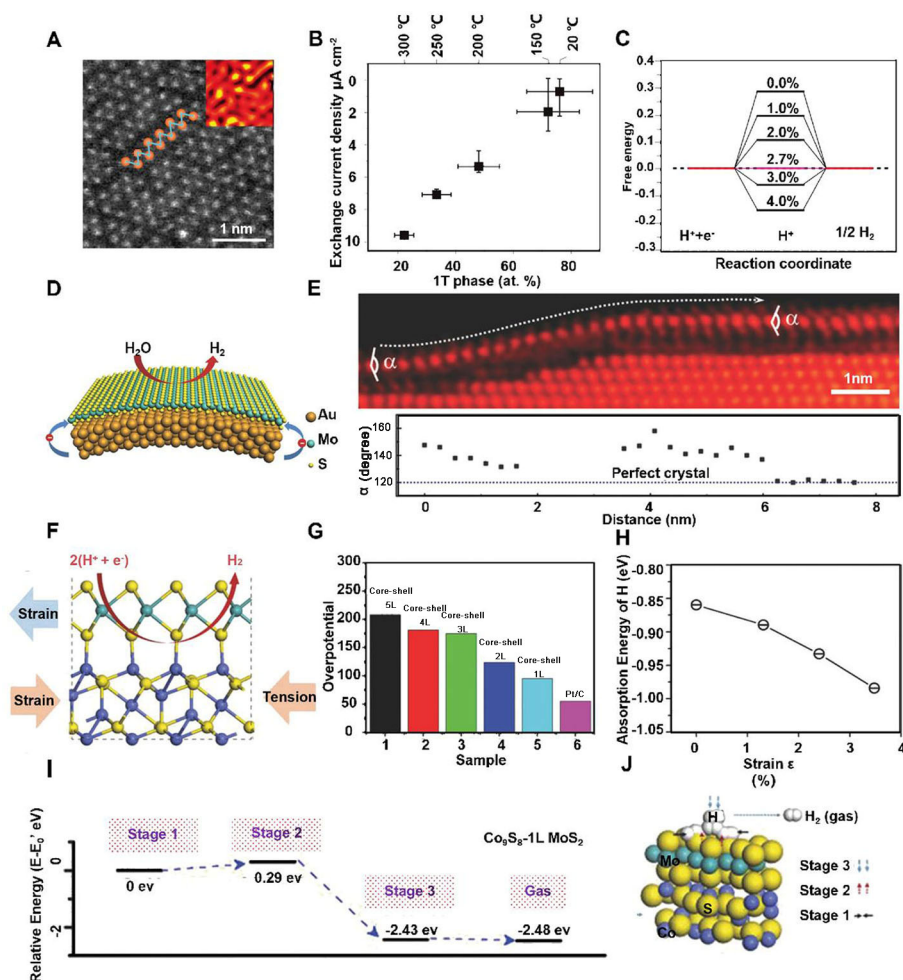 A
1 nm
B
300 °C
250 °C
200 °C
150 °C
20 °C
Exchange current density µA cm⁻²
0
2
4
6
8
10
20
40
60
80
1T phase (at. %)
C
Free energy
0.3
0.2
0.1
0.0
-0.1
-0.2
0.3
0.0%
1.0%
2.0%
2.7%
3.0%
4.0%
H⁺+e⁻
H⁺
1/2 H₂
Reaction coordinate
D
H₂O
H₂
Au
Mo
S
E
α
α
1nm
α (degree)
160
140
120
Perfect crystal
0
2
4
6
8
Distance (nm)
F
2(H⁺ + e⁻)
H₂
Strain
Strain
Tension
G
Overpotential
300
250
200
150
100
50
0
Core-shell
5L
Core-shell
4L
Core-shell
3L
Core-shell
2L
Core-shell
1L
Pt/C
1
2
3
4
5
6
Sample
H
Absorption Energy of H (eV)
-0.80
-0.85
-0.90
-0.95
-1.00
-1.05
0
1
2
3
4
Strain ε
(%)
I
Relative Energy (E-E₀' eV)
0
-2
Stage 1
0 ev
Stage 2
0.29 ev
Stage 3
-2.43 ev
Gas
-2.48 ev
Co₉S₈-1L MoS₂
J
H
H₂ (gas)
Mo
S
Co
Stage 3
Stage 2
Stage 1